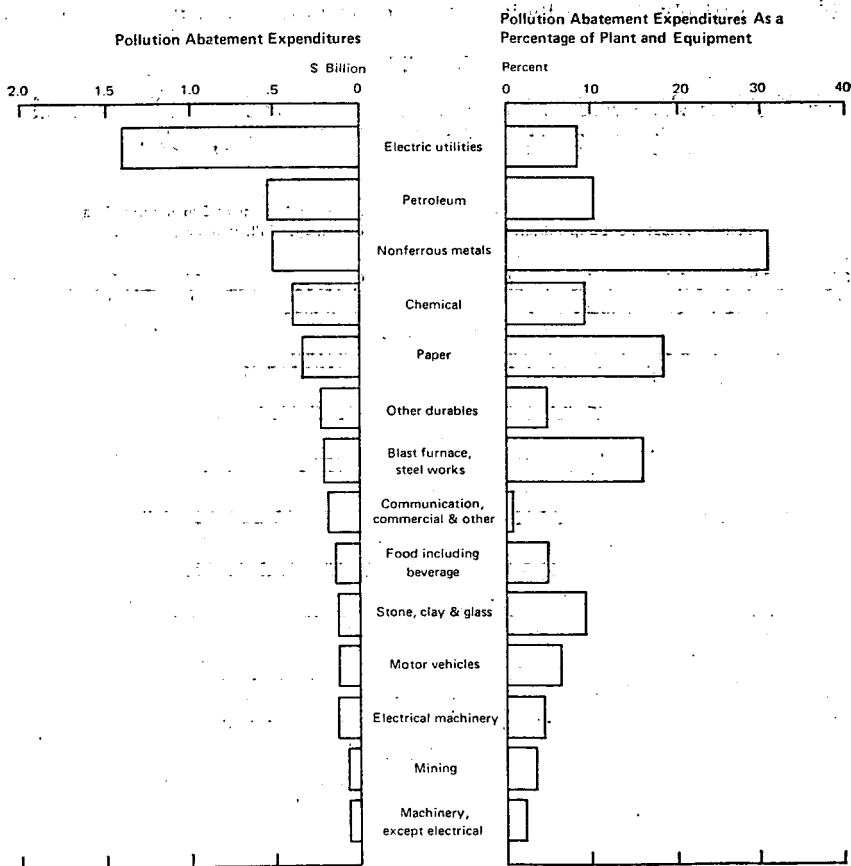 Pollution Abatement Expenditures
$ Billion
2.0 1.5 1.0 .5 0
Pollution Abatement Expenditures As a
Percentage of Plant and Equipment
Percent
0 10 20 30 40
Electric utilities
Petroleum
Nonferrous metals
Chemical
Paper
Other durables
Blast furnace,
steel works
Communication,
commercial & other
Food including
beverage
Stone, clay & glass
Motor vehicles
Electrical machinery
Mining
Machinery,
except electrical